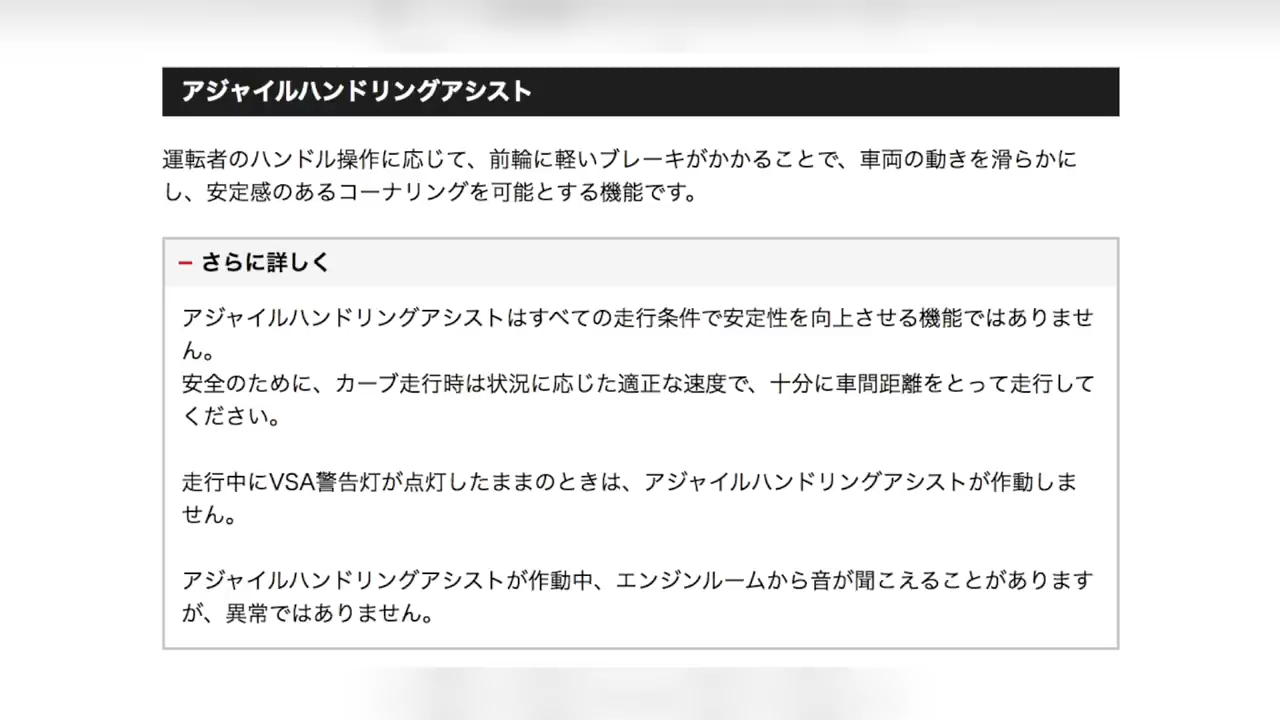 アジャイルハンドリングアシスト
運転者のハンドル操作に応じて、前輪に軽いブレーキがかかることで、車両の動きを滑らかに
し、安定感のあるコーナリングを可能とする機能です。
− さらに詳しく
アジャイルハンドリングアシストはすべての走行条件で安定性を向上させる機能ではありませ
ん。
安全のために、カーブ走行時は状況に応じた適正な速度で、十分に車間距離をとって走行して
ください。
走行中にVSA警告灯が点灯したままのときは、アジャイルハンドリングアシストが作動しま
せん。
アジャイルハンドリングアシストが作動中、エンジンルームから音が聞こえることがあります
が、異常ではありません。